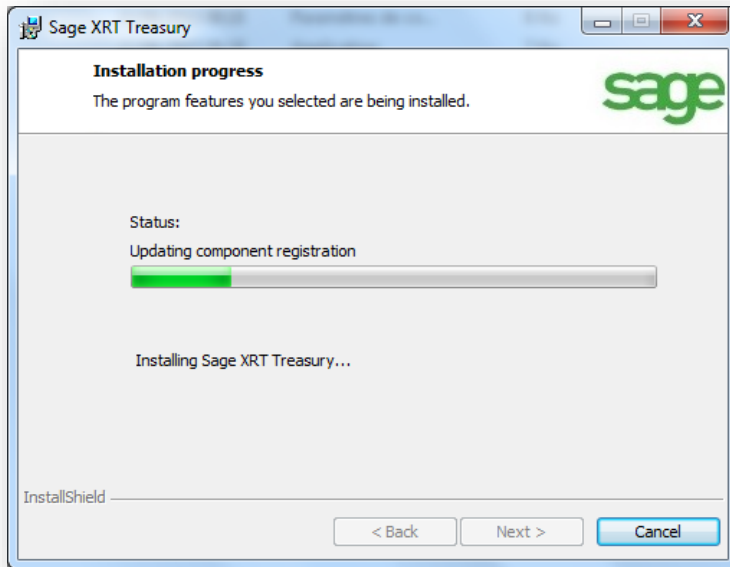 Sage XRT Treasury
Installation progress
The program features you selected are being installed.
sage
Status:
Updating component registration
Installing Sage XRT Treasury...
InstallShield
< Back
Next >
Cancel